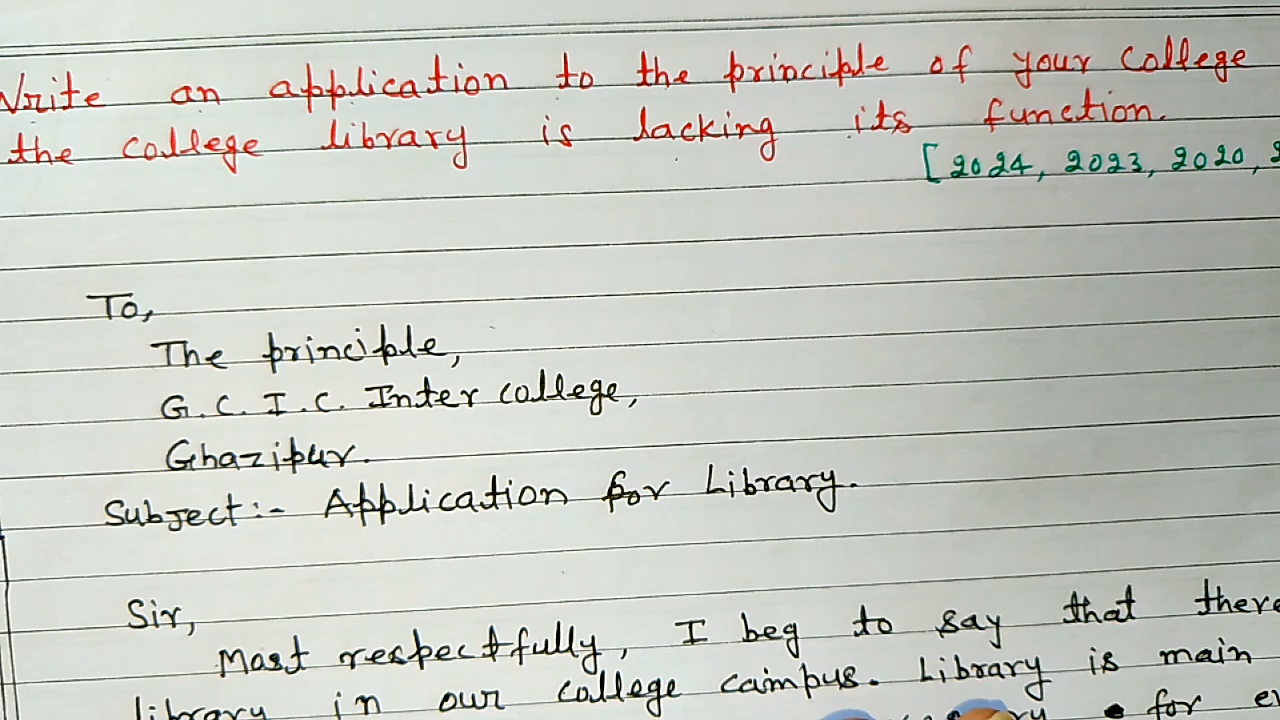 Write an application to the principle of your College
the college library is lacking its function.
[2024, 2023, 2020, 2
To,
The principle,
G.C.I.C. Inter college,
Ghazipur.
Subject:- Application for Library.
Sir,
Most respectfully, I beg to say that there
library in our college campus. Library is main
for